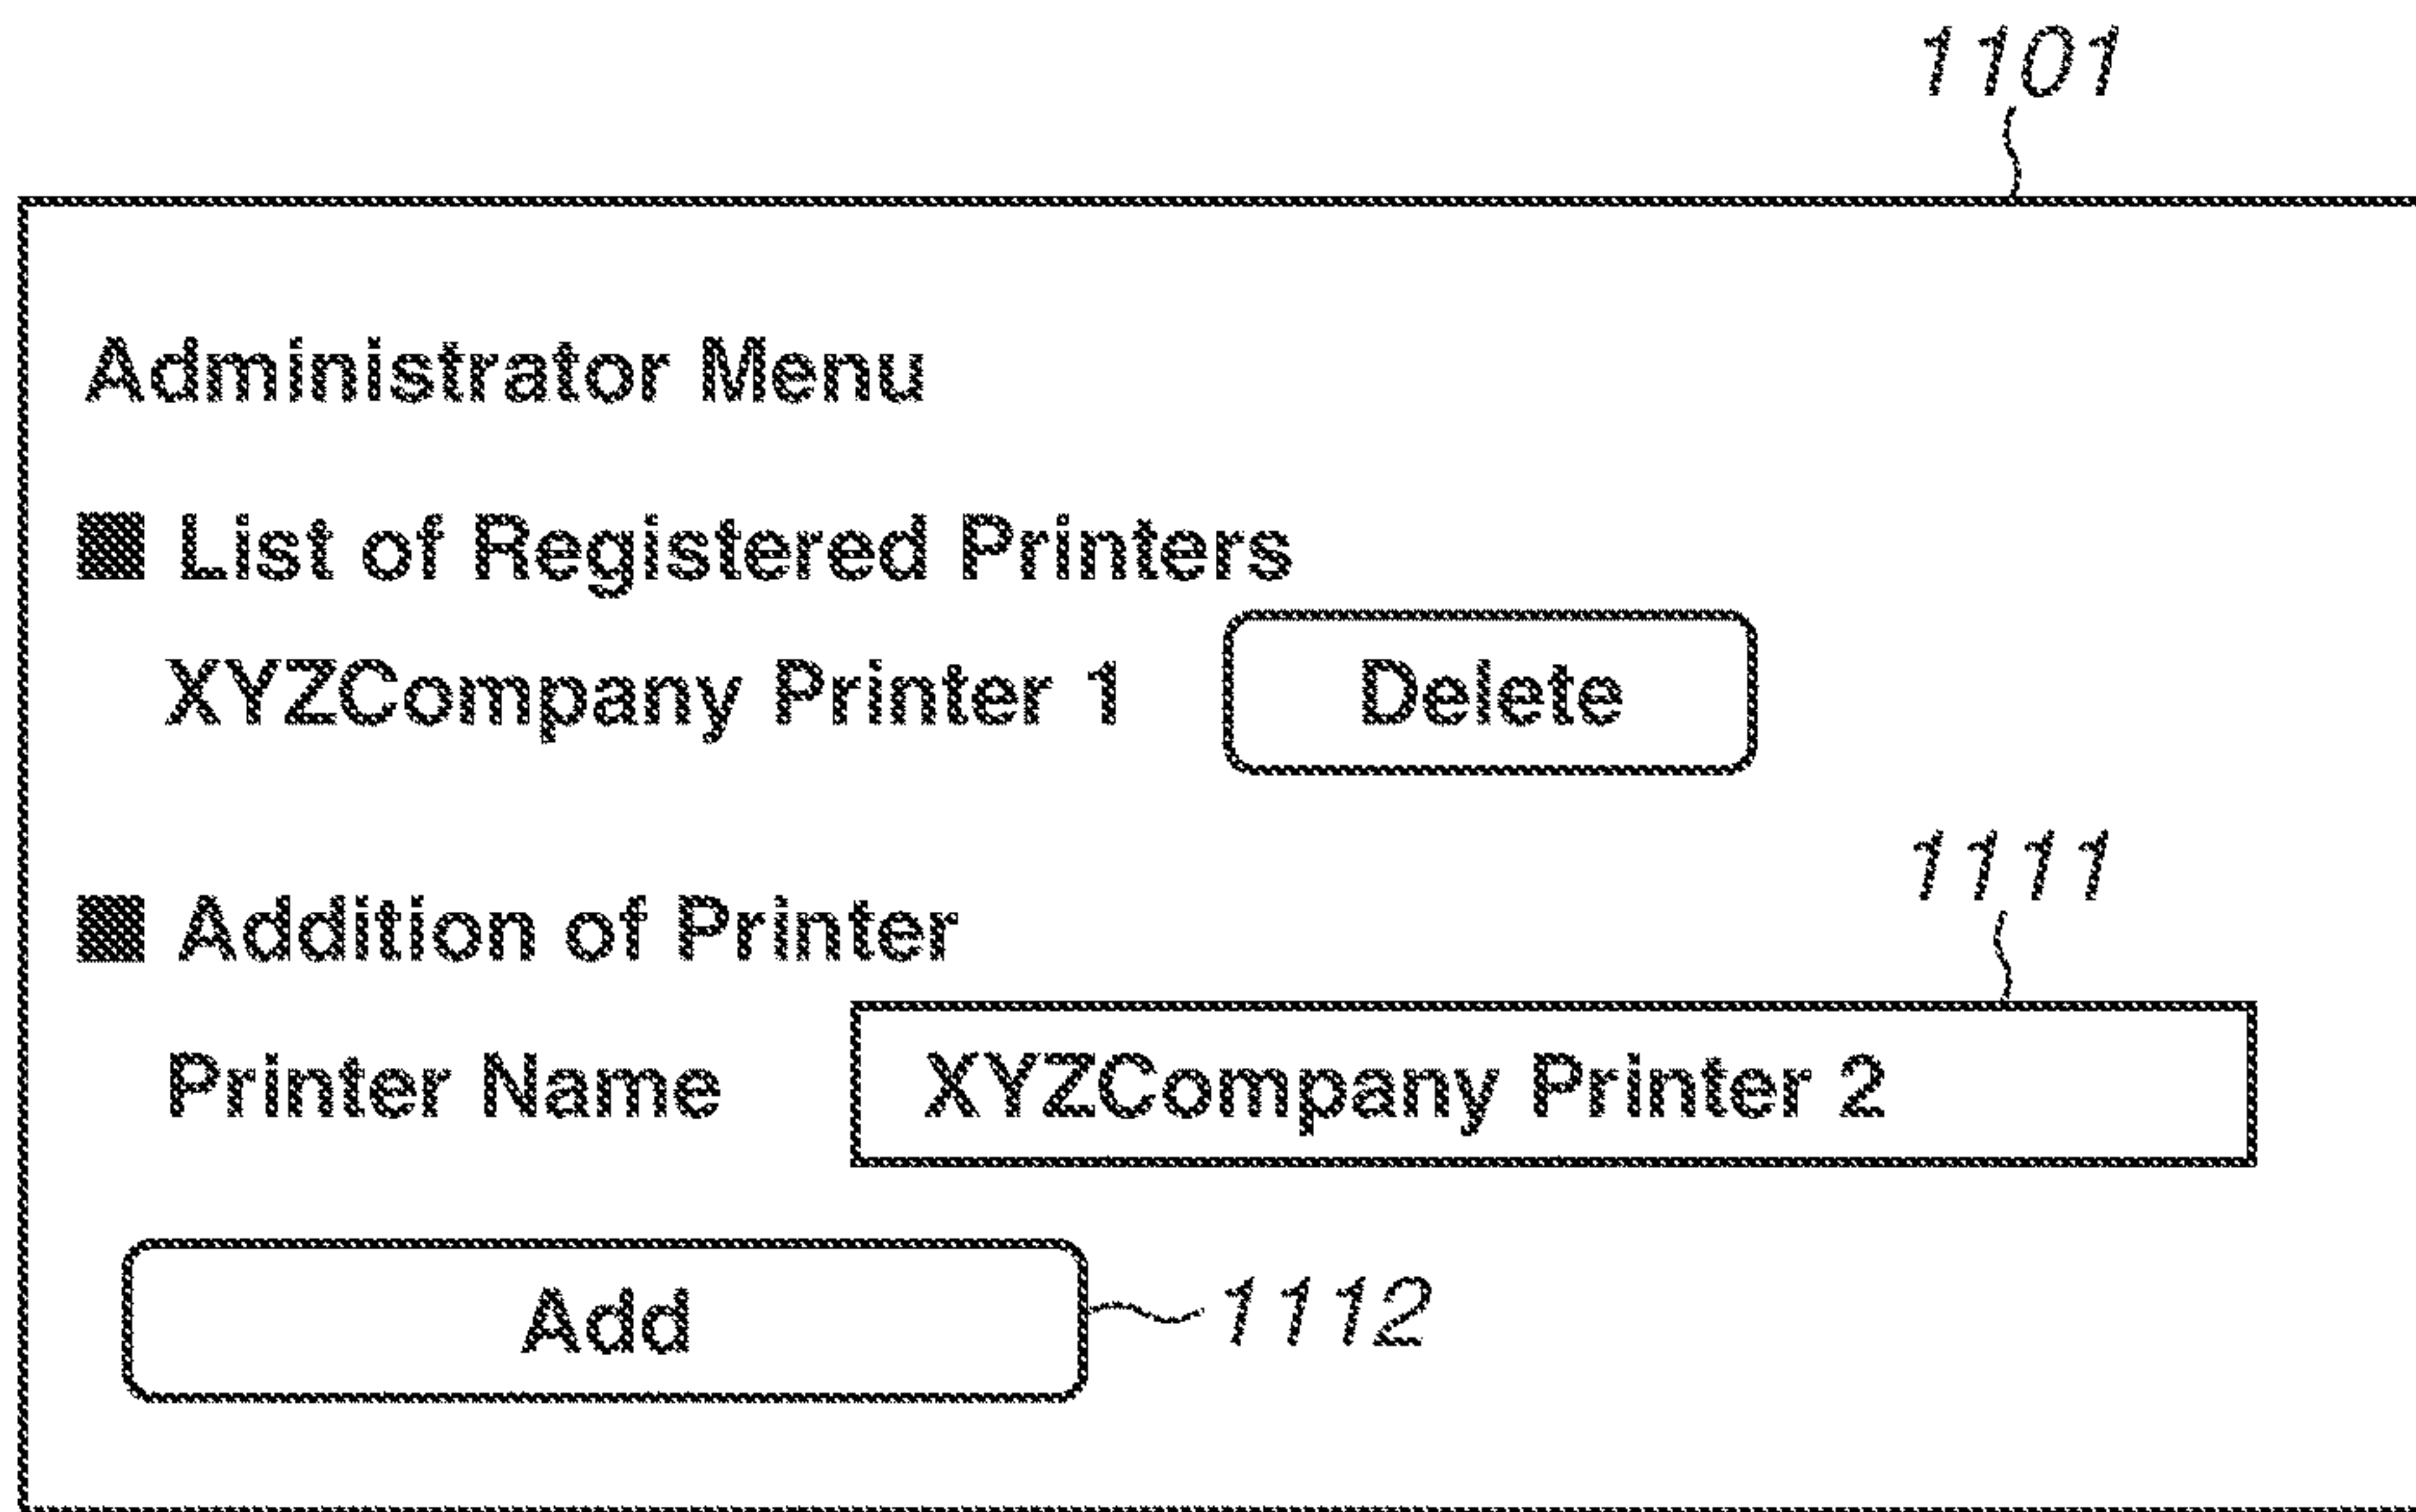 1101
Administrator Menu
■ List of Registered Printers
XYZCompany Printer 1 Delete
1111
■ Addition of Printer
Printer Name XYZCompany Printer 2
Add 1112